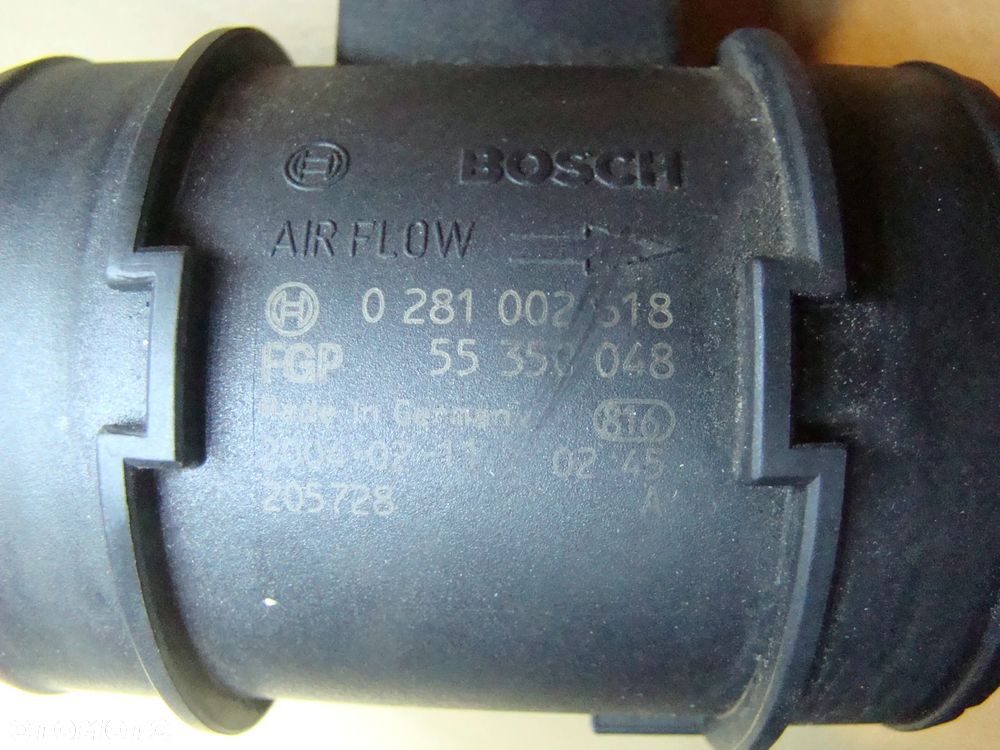 BOSCH
AIR FLOW
0 281 002 618
FGP 55 350 048
Made in Germany 816
02 45
205728 A